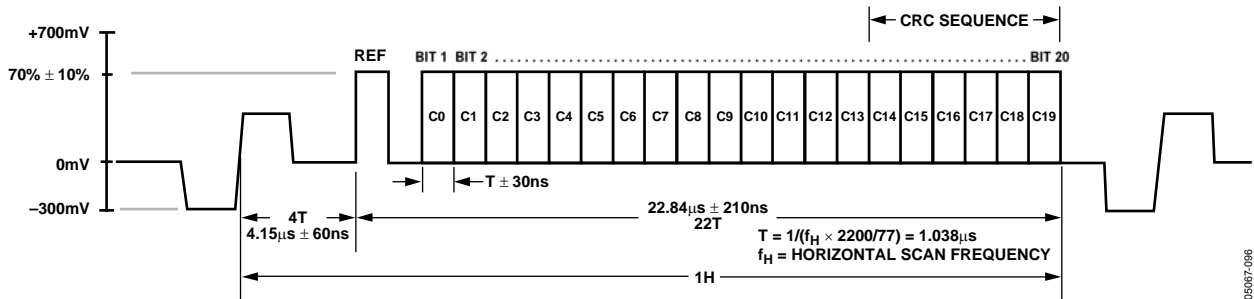 CRC SEQUENCE
+700mV
REF
BIT 1 BIT 2 ........................................ BIT 20
70% ± 10%
C0 C1 C2 C3 C4 C5 C6 C7 C8 C9 C10 C11 C12 C13 C14 C15 C16 C17 C18 C19
0mV
T ± 30ns
–300mV
4T
4.15μs ± 60ns
22.84μs ± 210ns
22T
T = 1/(fH × 2200/77) = 1.038μs
fH = HORIZONTAL SCAN FREQUENCY
1H
05067-096